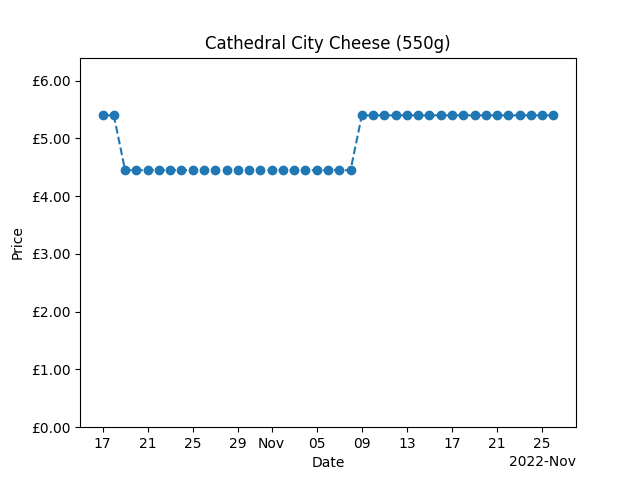 Cathedral City Cheese (550g)
£6.00
£5.00
£4.00
£3.00
£2.00
£1.00
£0.00
Price
17 21 25 29 Nov 05 09 13 17 21 25
Date
2022-Nov